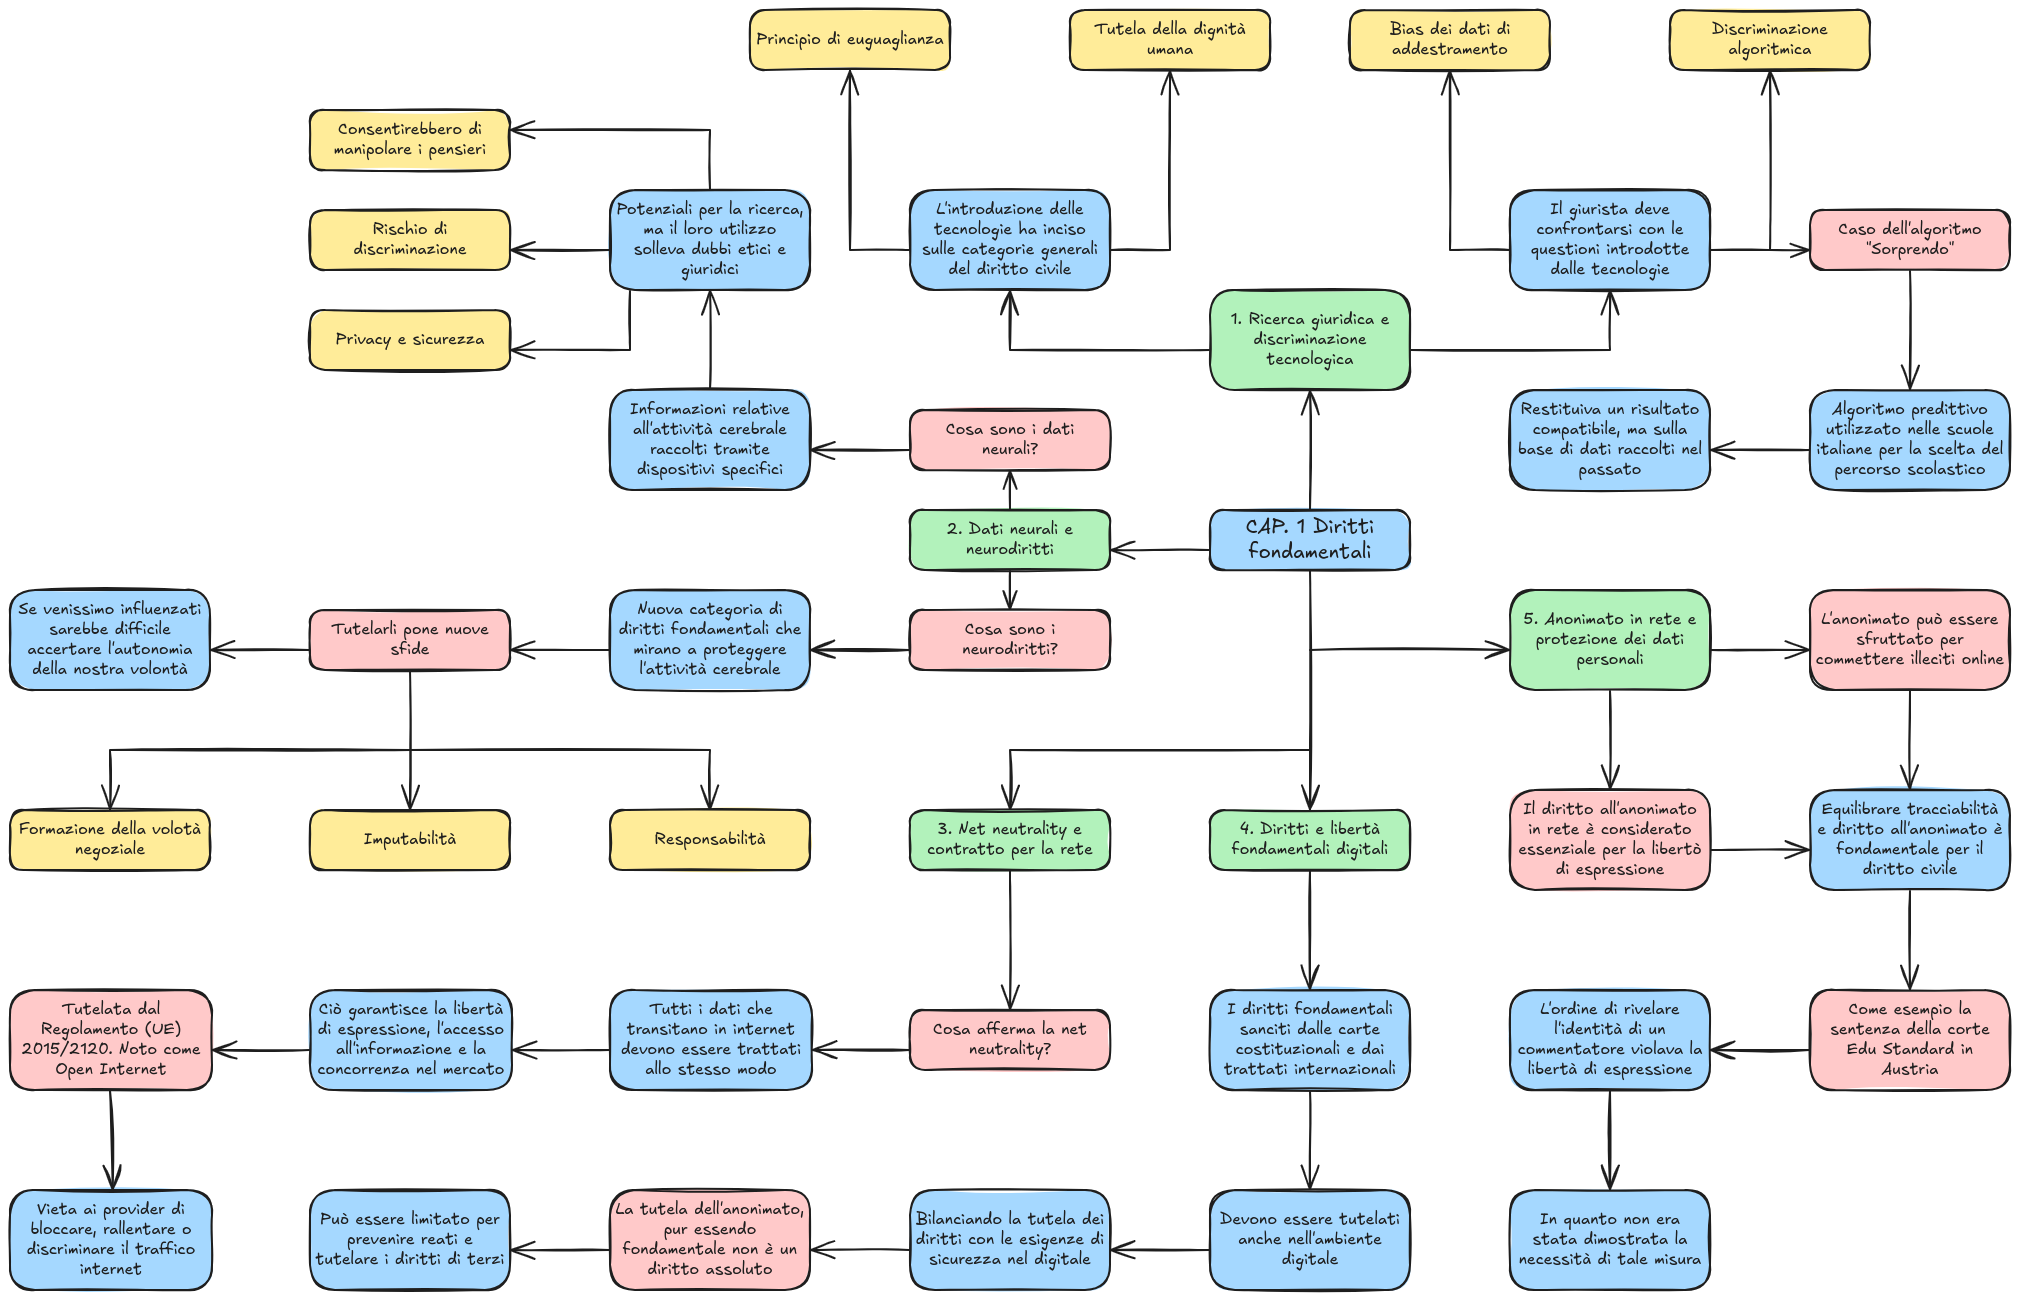 Principio di euguaglianza
Tutela della dignità
umana
Bias dei dati di
addestramento
Discriminazione
algoritmica
Consentirebbero di
manipolare i pensieri
Rischio di
discriminazione
Privacy e sicurezza
Potenziali per la ricerca,
ma il loro utilizzo
solleva dubbi etici e
giuridici
L'introduzione delle
tecnologie ha inciso
sulle categorie generali
del diritto civile
Il giurista deve
confrontarsi con le
questioni introdotte
dalle tecnologie
Caso dell'algoritmo
"Sorprendo"
1. Ricerca giuridica e
discriminazione
tecnologica
Informazioni relative
all'attività cerebrale
raccolti tramite
dispositivi specifici
Cosa sono i dati
neurali?
Restituiva un risultato
compatibile, ma sulla
base di dati raccolti nel
passato
Algoritmo predittivo
utilizzato nelle scuole
italiane per la scelta del
percorso scolastico
2. Dati neurali e
neurodiritti
CAP. 1 Diritti
fondamentali
Se venissimo influenzati
sarebbe difficile
accertare l'autonomia
della nostra volontà
Tutelarli pone nuove
sfide
Nuova categoria di
diritti fondamentali che
mirano a proteggere
l'attività cerebrale
Cosa sono i
neurodiritti?
5. Anonimato in rete e
protezione dei dati
personali
L'anonimato può essere
sfruttato per
commettere illeciti online
Formazione della volotà
negoziale
Imputabilità
Responsabilità
3. Net neutrality e
contratto per la rete
4. Diritti e libertà
fondamentali digitali
Il diritto all'anonimato
in rete è considerato
essenziale per la libertà
di espressione
Equilibrare tracciabilità
e diritto all'anonimato è
fondamentale per il
diritto civile
Tutelata dal
Regolamento (UE)
2015/2120. Noto come
Open Internet
Ciò garantisce la libertà
di espressione, l'accesso
all'informazione e la
concorrenza nel mercato
Tutti i dati che
transitano in internet
devono essere trattati
allo stesso modo
Cosa afferma la net
neutrality?
I diritti fondamentali
sanciti dalle carte
costituzionali e dai
trattati internazionali
L'ordine di rivelare
l'identità di un
commentatore violava la
libertà di espressione
Come esempio la
sentenza della corte
Edu Standard in
Austria
Vieta ai provider di
bloccare, rallentare o
discriminare il traffico
internet
Può essere limitato per
prevenire reati e
tutelare i diritti di terzi
La tutela dell'anonimato,
pur essendo
fondamentale non è un
diritto assoluto
Bilanciando la tutela dei
diritti con le esigenze di
sicurezza nel digitale
Devono essere tutelati
anche nell'ambiente
digitale
In quanto non era
stata dimostrata la
necessità di tale misura